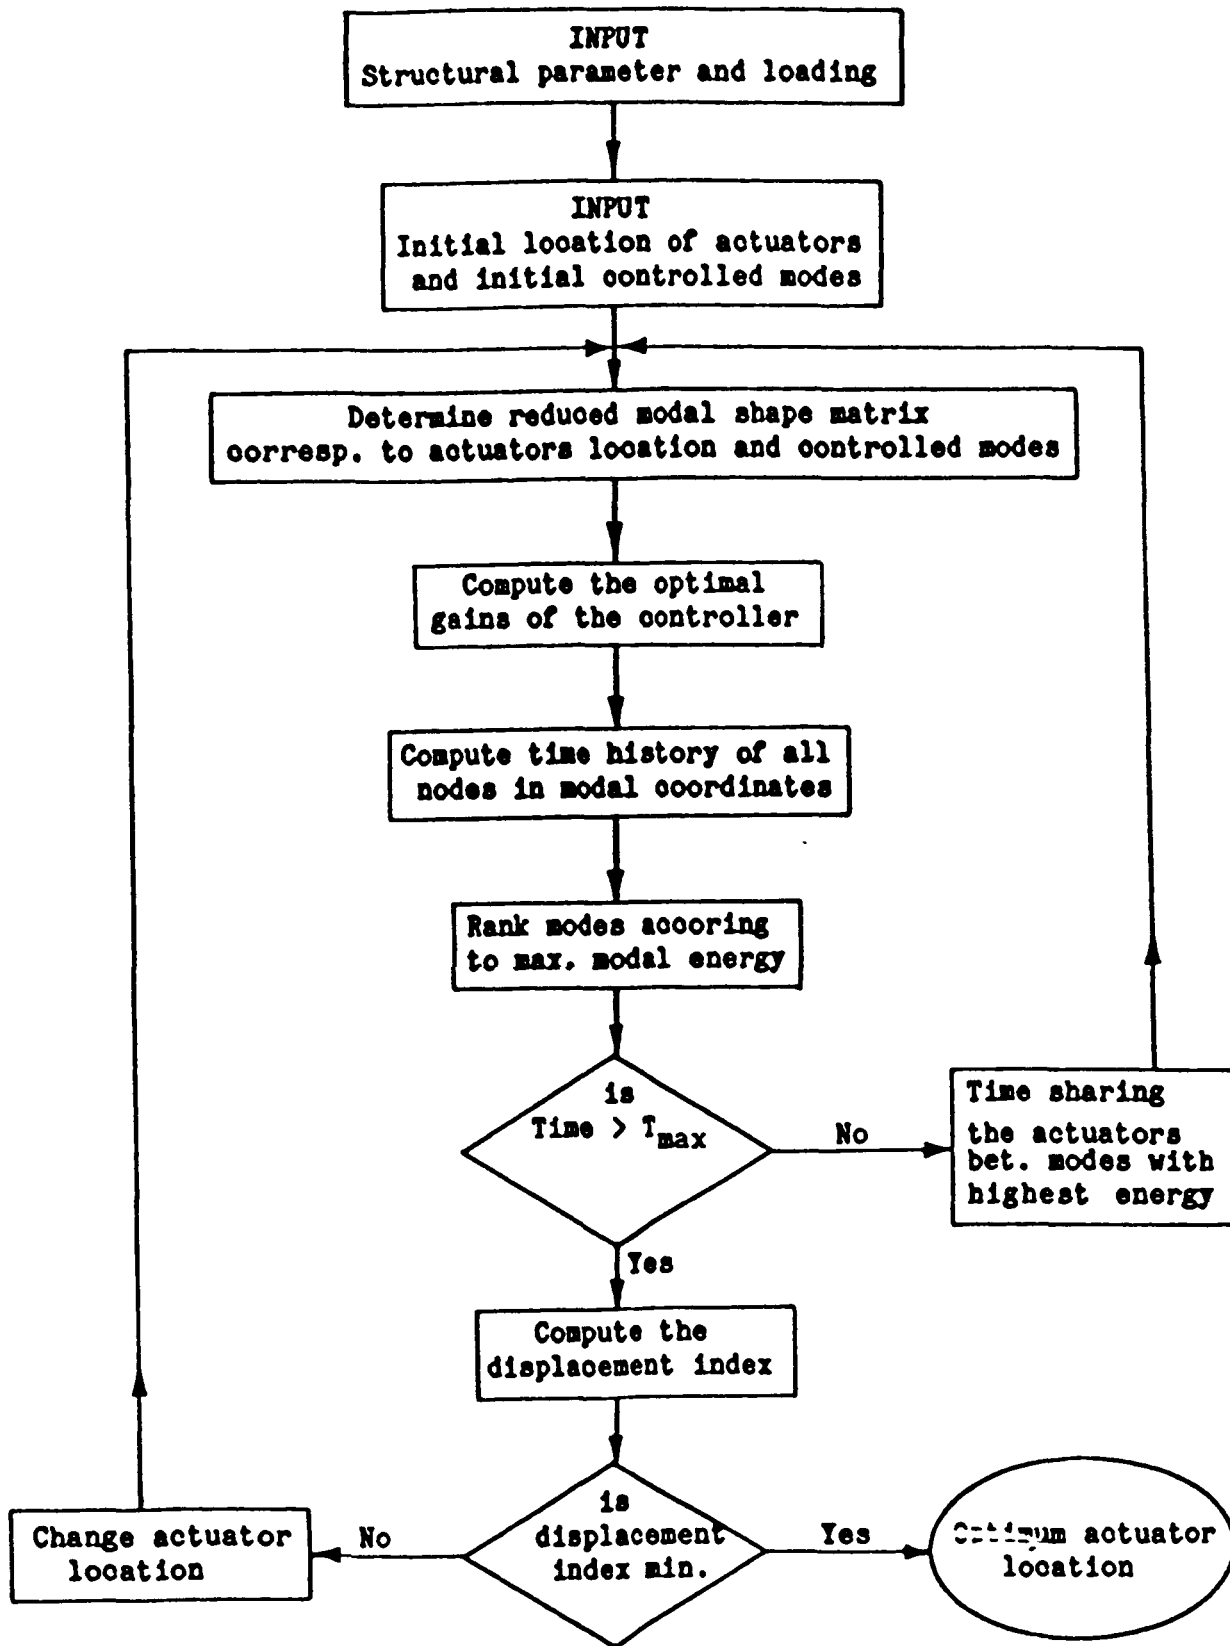 INPUT
Structural parameter and loading
INPUT
Initial location of actuators
and initial controlled modes
Determine reduced modal shape matrix
corresp. to actuators location and controlled modes
Compute the optimal
gains of the controller
Compute time history of all
nodes in modal coordinates
Rank modes accoring
to max. modal energy
is
Time > T_max
No
Time sharing
the actuators
bet. modes with
highest energy
Yes
Compute the
displacement index
is
displacement
index min.
No
Change actuator
location
Yes
Optimum actuator
location